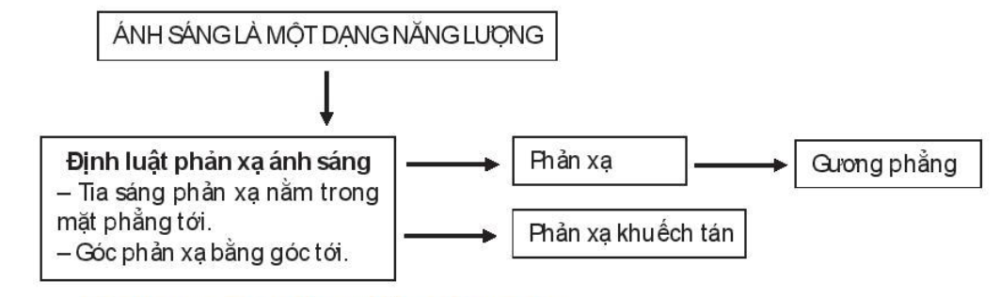 ÁNH SÁNG LÀ MỘT DẠNG NĂNG LƯỢNG
Định luật phản xạ ánh sáng
– Tia sáng phản xạ nằm trong
mặt phẳng tới.
– Góc phản xạ bằng góc tới.
Phản xạ
Gương phẳng
Phản xạ khuếch tán